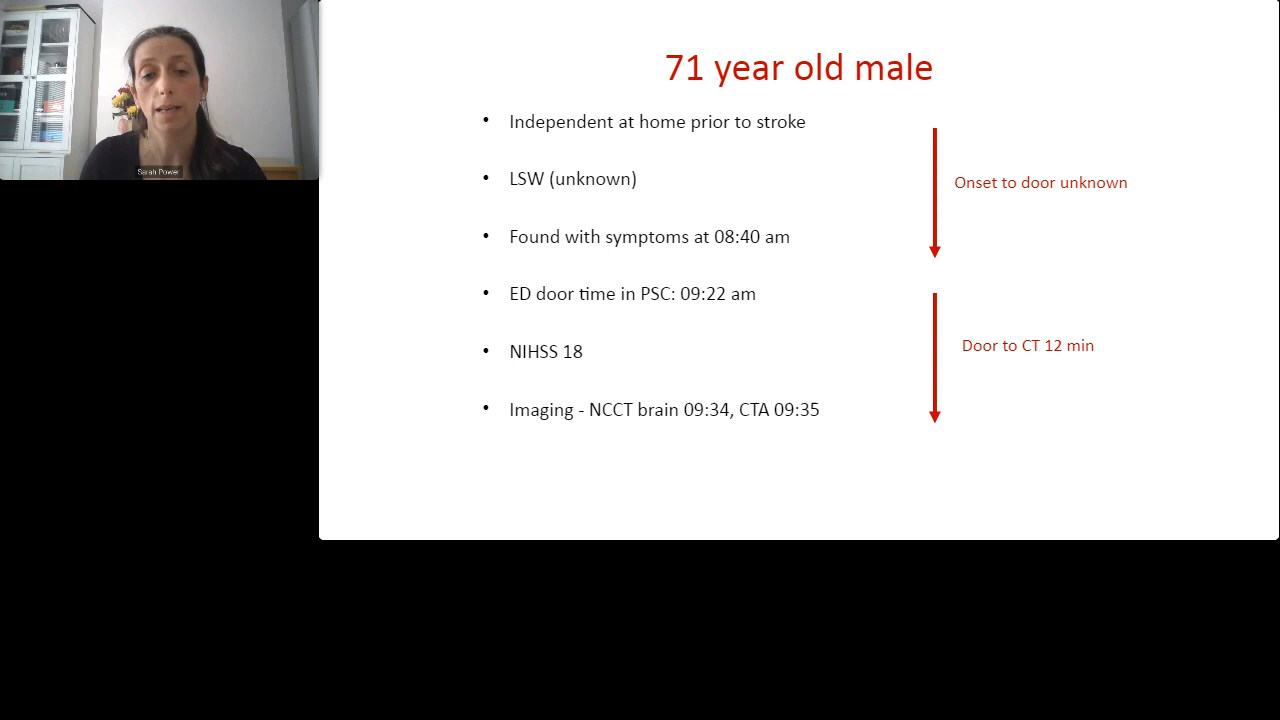 Sarah Power
71 year old male
• Independent at home prior to stroke
• LSW (unknown)
• Found with symptoms at 08:40 am
• ED door time in PSC: 09:22 am
• NIHSS 18
• Imaging - NCCT brain 09:34, CTA 09:35
Onset to door unknown
Door to CT 12 min